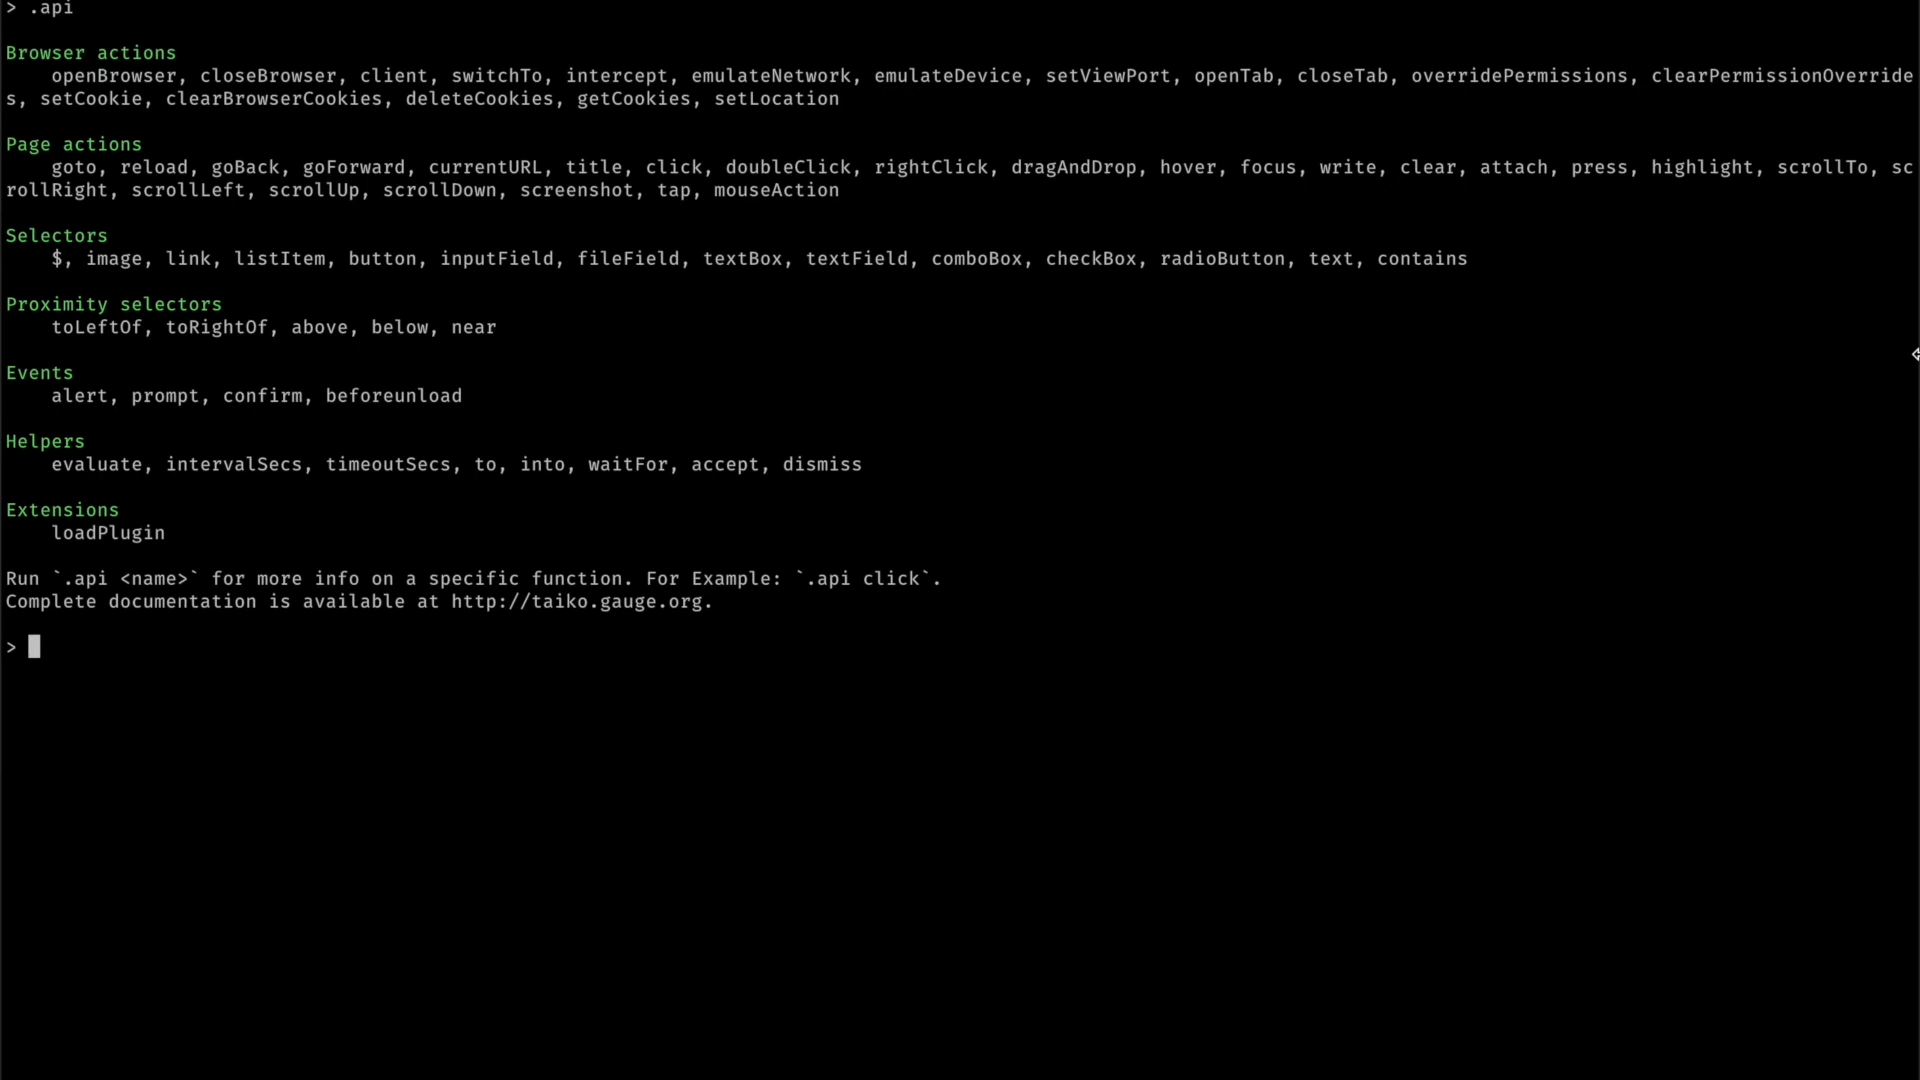 > .api
Browser actions
openBrowser, closeBrowser, client, switchTo, intercept, emulateNetwork, emulateDevice, setViewPort, openTab, closeTab, overridePermissions, clearPermissionOverride
s, setCookie, clearBrowserCookies, deleteCookies, getCookies, setLocation
Page actions
goto, reload, goBack, goForward, currentURL, title, click, doubleClick, rightClick, dragAndDrop, hover, focus, write, clear, attach, press, highlight, scrollTo, sc
rollRight, scrollLeft, scrollUp, scrollDown, screenshot, tap, mouseAction
Selectors
$, image, link, listItem, button, inputField, fileField, textBox, textField, comboBox, checkBox, radioButton, text, contains
Proximity selectors
toLeftOf, toRightOf, above, below, near
Events
alert, prompt, confirm, beforeunload
Helpers
evaluate, intervalSecs, timeoutSecs, to, into, waitFor, accept, dismiss
Extensions
loadPlugin
Run `.api <name>` for more info on a specific function. For Example: `.api click`.
Complete documentation is available at http://taiko.gauge.org.
>